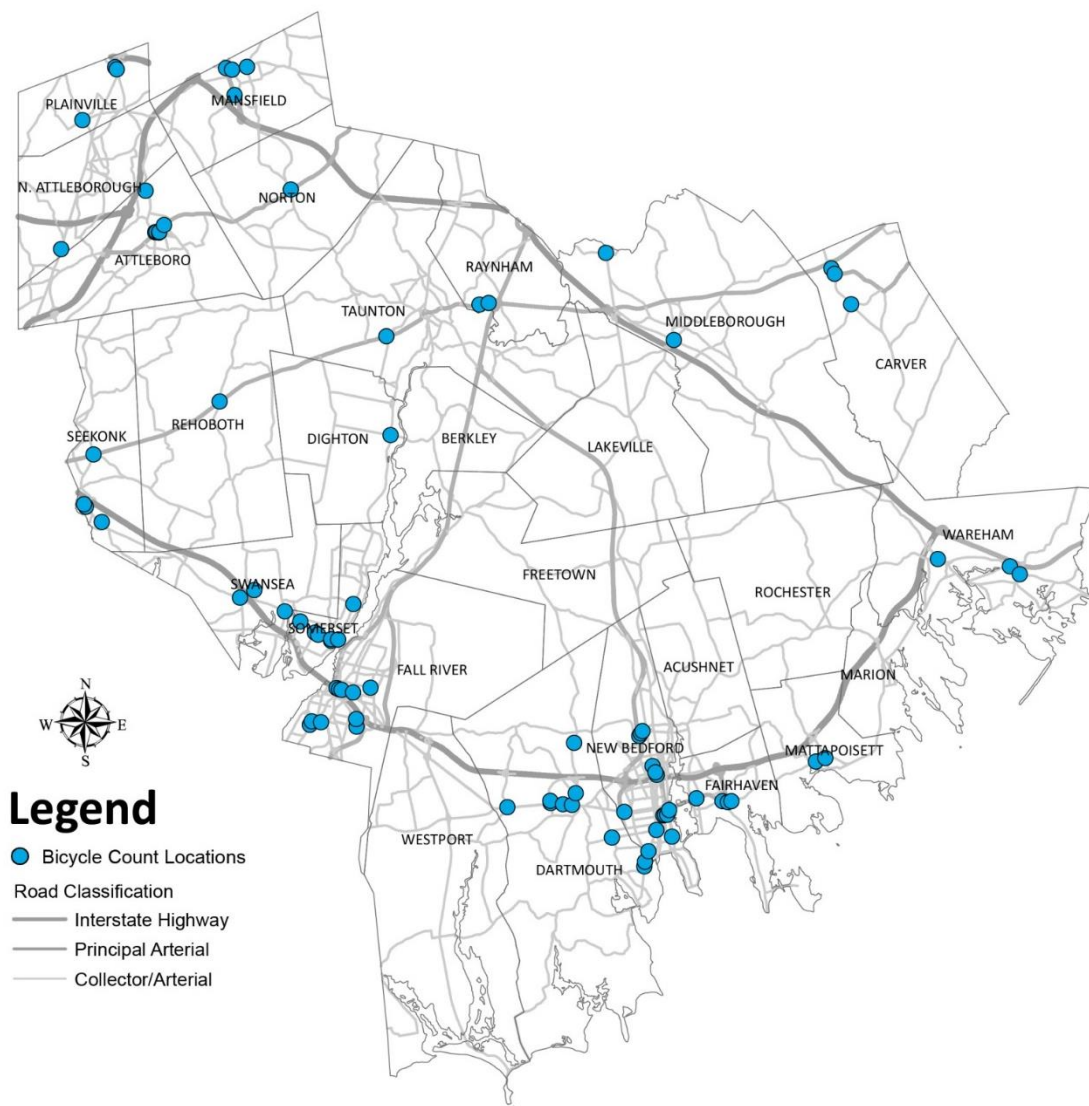 PLAINVILLE
MANSFIELD
N. ATTLEBOROUGH
NORTON
ATTLEBORO
RAYNHAM
TAUNTON
MIDDLEBOROUGH
CARVER
REHOBOTH
SEEKONK
DIGHTON
BERKLEY
LAKEVILLE
WAREHAM
SWANSEA
FREETOWN
ROCHESTER
SOMERSET
FALL RIVER
ACUSHNET
MARION
NEW BEDFORD
MATTAPOISETT
FAIRHAVEN
WESTPORT
DARTMOUTH
N
W
E
S
Legend
Bicycle Count Locations
Road Classification
Interstate Highway
Principal Arterial
Collector/Arterial